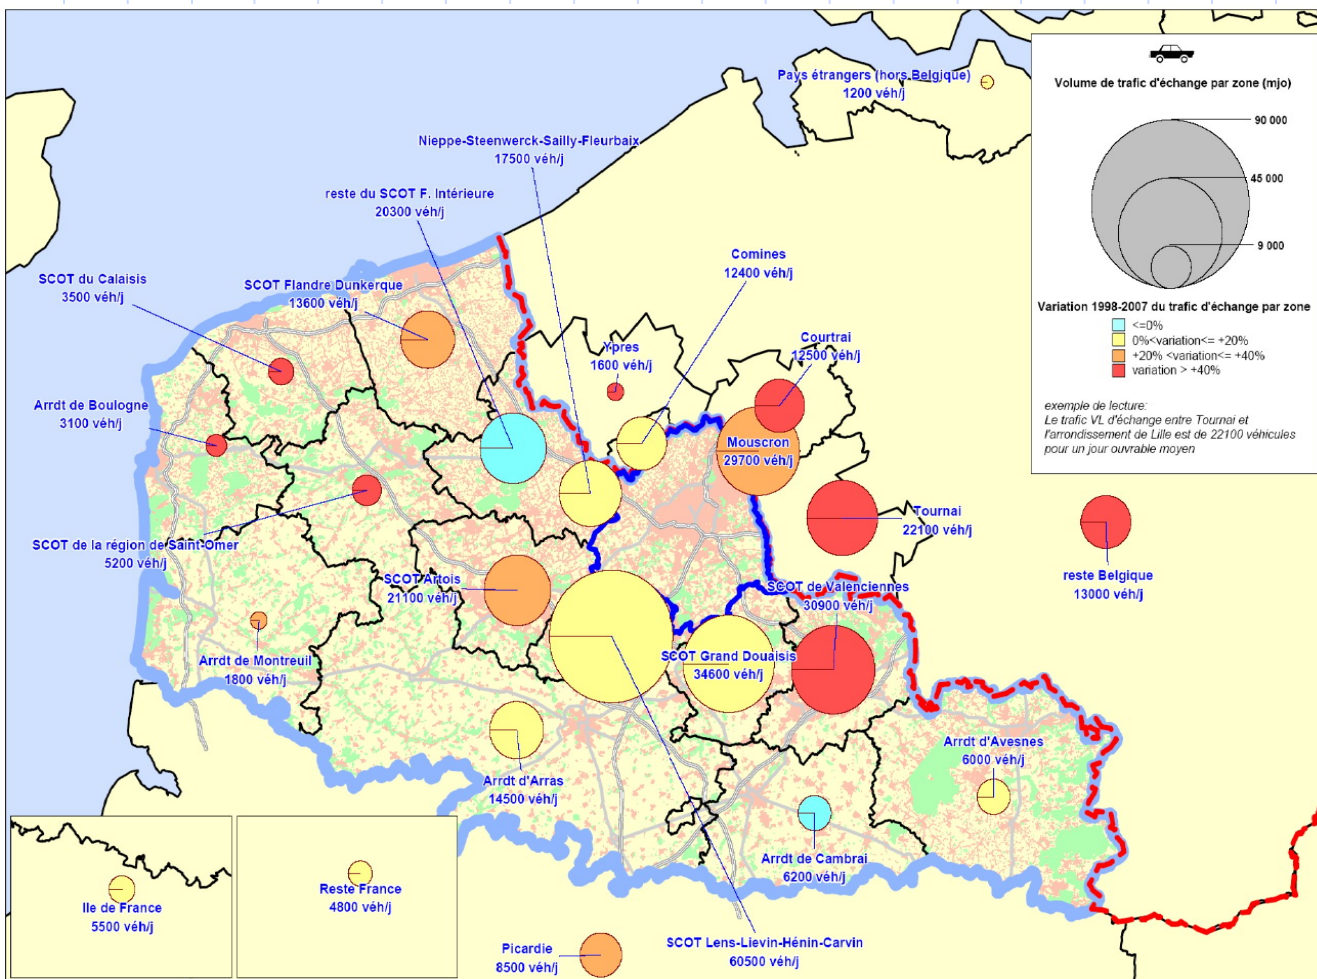 Pays étrangers (hors Belgique)
1200 véh/j
Nieppe-Steenwerck-Sailly-Fleurbaix
17500 véh/j
reste du SCOT F. Intérieure
20300 véh/j
Comines
12400 véh/j
SCOT du Calaisis
3500 véh/j
SCOT Flandre Dunkerque
13600 véh/j
Ypres
1600 véh/j
Courtrai
12500 véh/j
Arrdt de Boulogne
3100 véh/j
Mouscron
29700 véh/j
Tournai
22100 véh/j
SCOT de la région de Saint-Omer
5200 véh/j
SCOT Artois
21100 véh/j
SCOT de Valenciennes
30900 véh/j
reste Belgique
13000 véh/j
Arrdt de Montreuil
1800 véh/j
SCOT Grand Douaisis
34600 véh/j
Arrdt d'Arras
14500 véh/j
Arrdt d'Avesnes
6000 véh/j
Arrdt de Cambrai
6200 véh/j
Ile de France
5500 véh/j
Reste France
4800 véh/j
Picardie
8500 véh/j
SCOT Lens-Lievin-Hénin-Carvin
60500 véh/j
Volume de trafic d'échange par zone (mjo)
90 000
45 000
9 000
Variation 1998-2007 du trafic d'échange par zone
<=0%
0%<variation<= +20%
+20% <variation<= +40%
variation > +40%
exemple de lecture:
Le trafic VL d'échange entre Tournai et
l'arrondissement de Lille est de 22100 véhicules
pour un jour ouvrable moyen